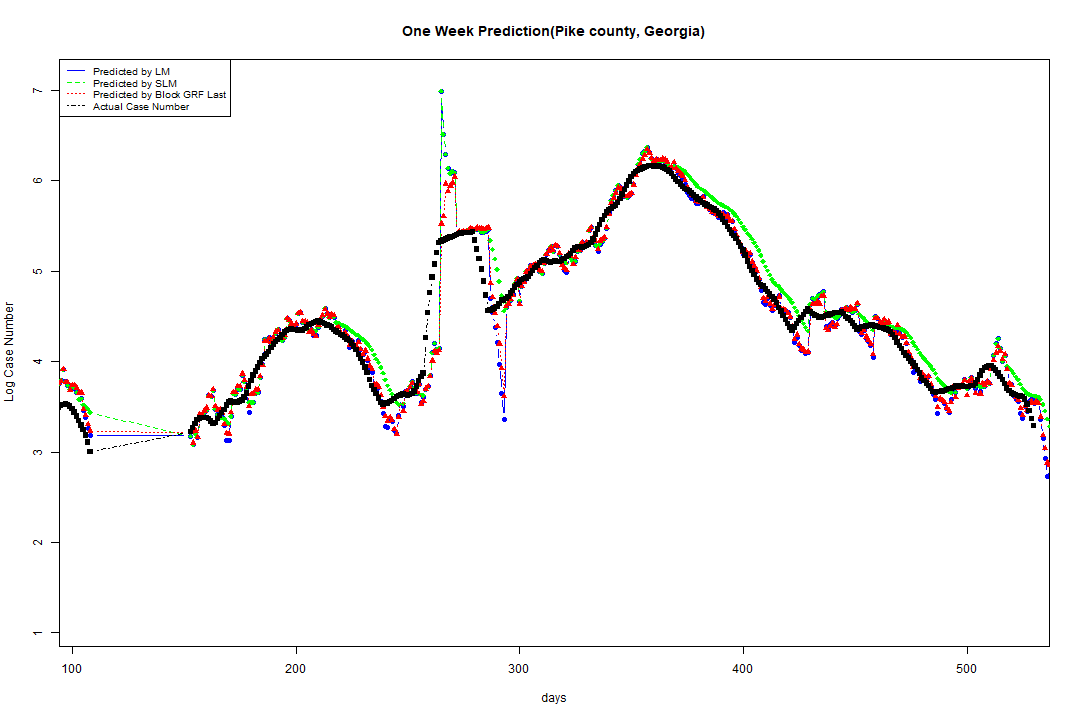 One Week Prediction(Pike county, Georgia)
Predicted by LM
Predicted by SLM
Predicted by Block GRF Last
Actual Case Number
7
6
5
4
3
2
1
Log Case Number
100 200 300 400 500
days